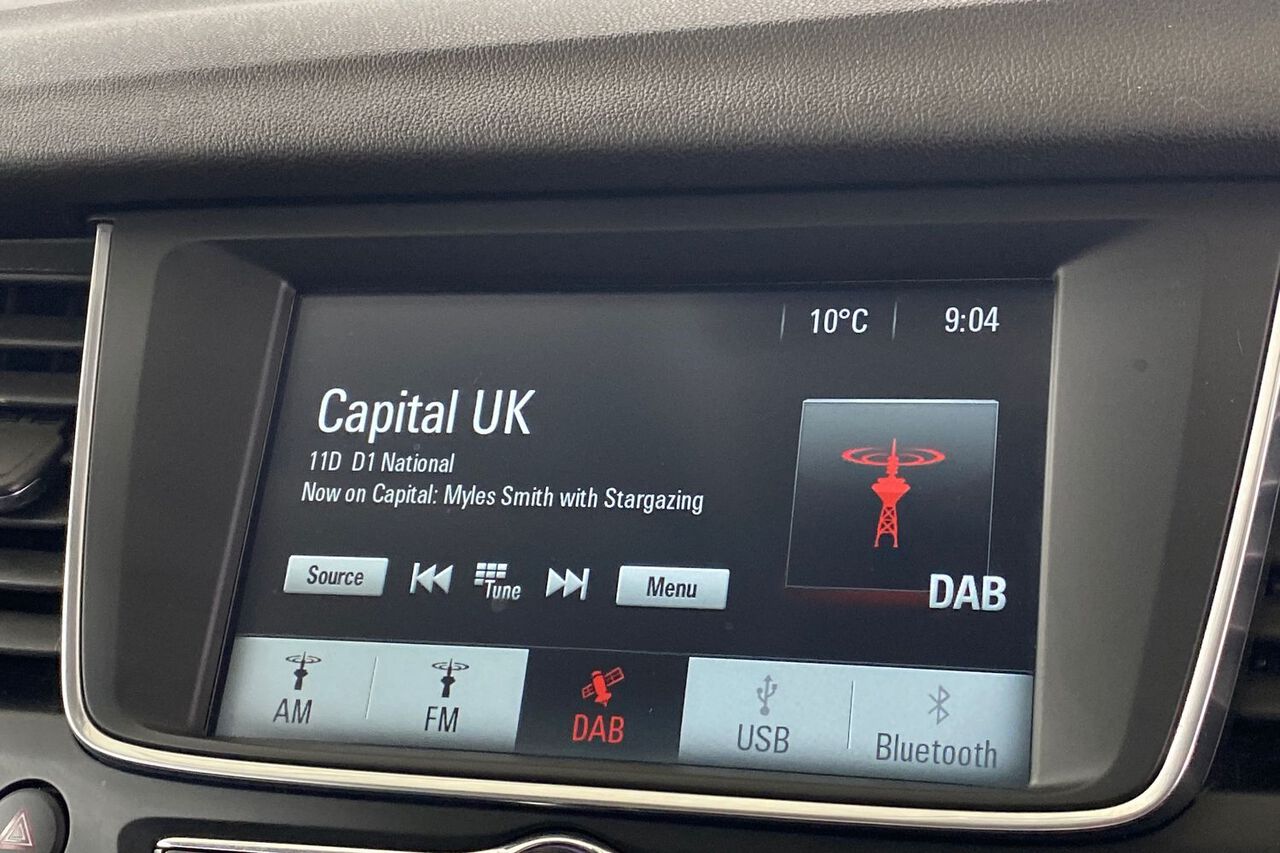 10°C 9:04
Capital UK
11D D1 National
Now on Capital: Myles Smith with Stargazing
Source Tune Menu
DAB
AM FM DAB USB Bluetooth